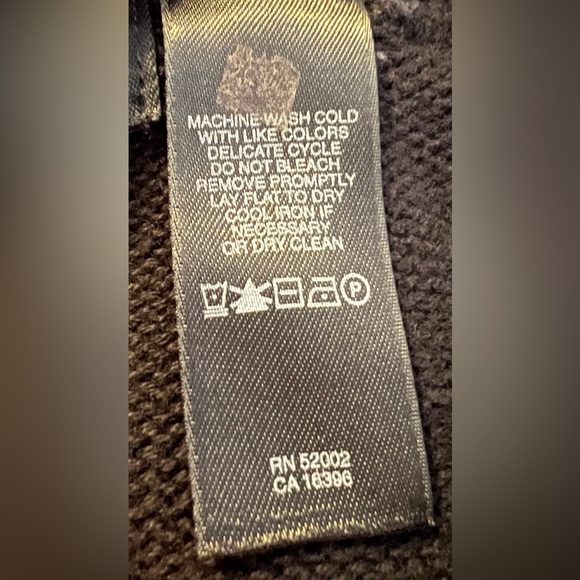 MACHINE WASH COLD
WITH LIKE COLORS
DELICATE CYCLE
DO NOT BLEACH
REMOVE PROMPTLY
LAY FLAT TO DRY
COOL IRON IF
NECESSARY
OR DRY CLEAN
P
RN 52002
CA 16396